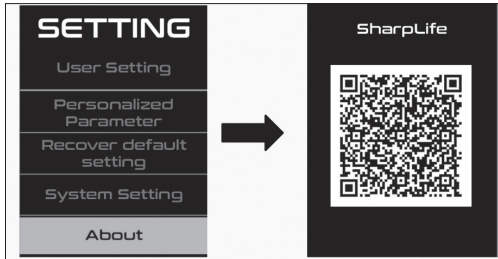 SETTING
User Setting
Personalized
Parameter
Recover default
setting
System Setting
About
SharpLife